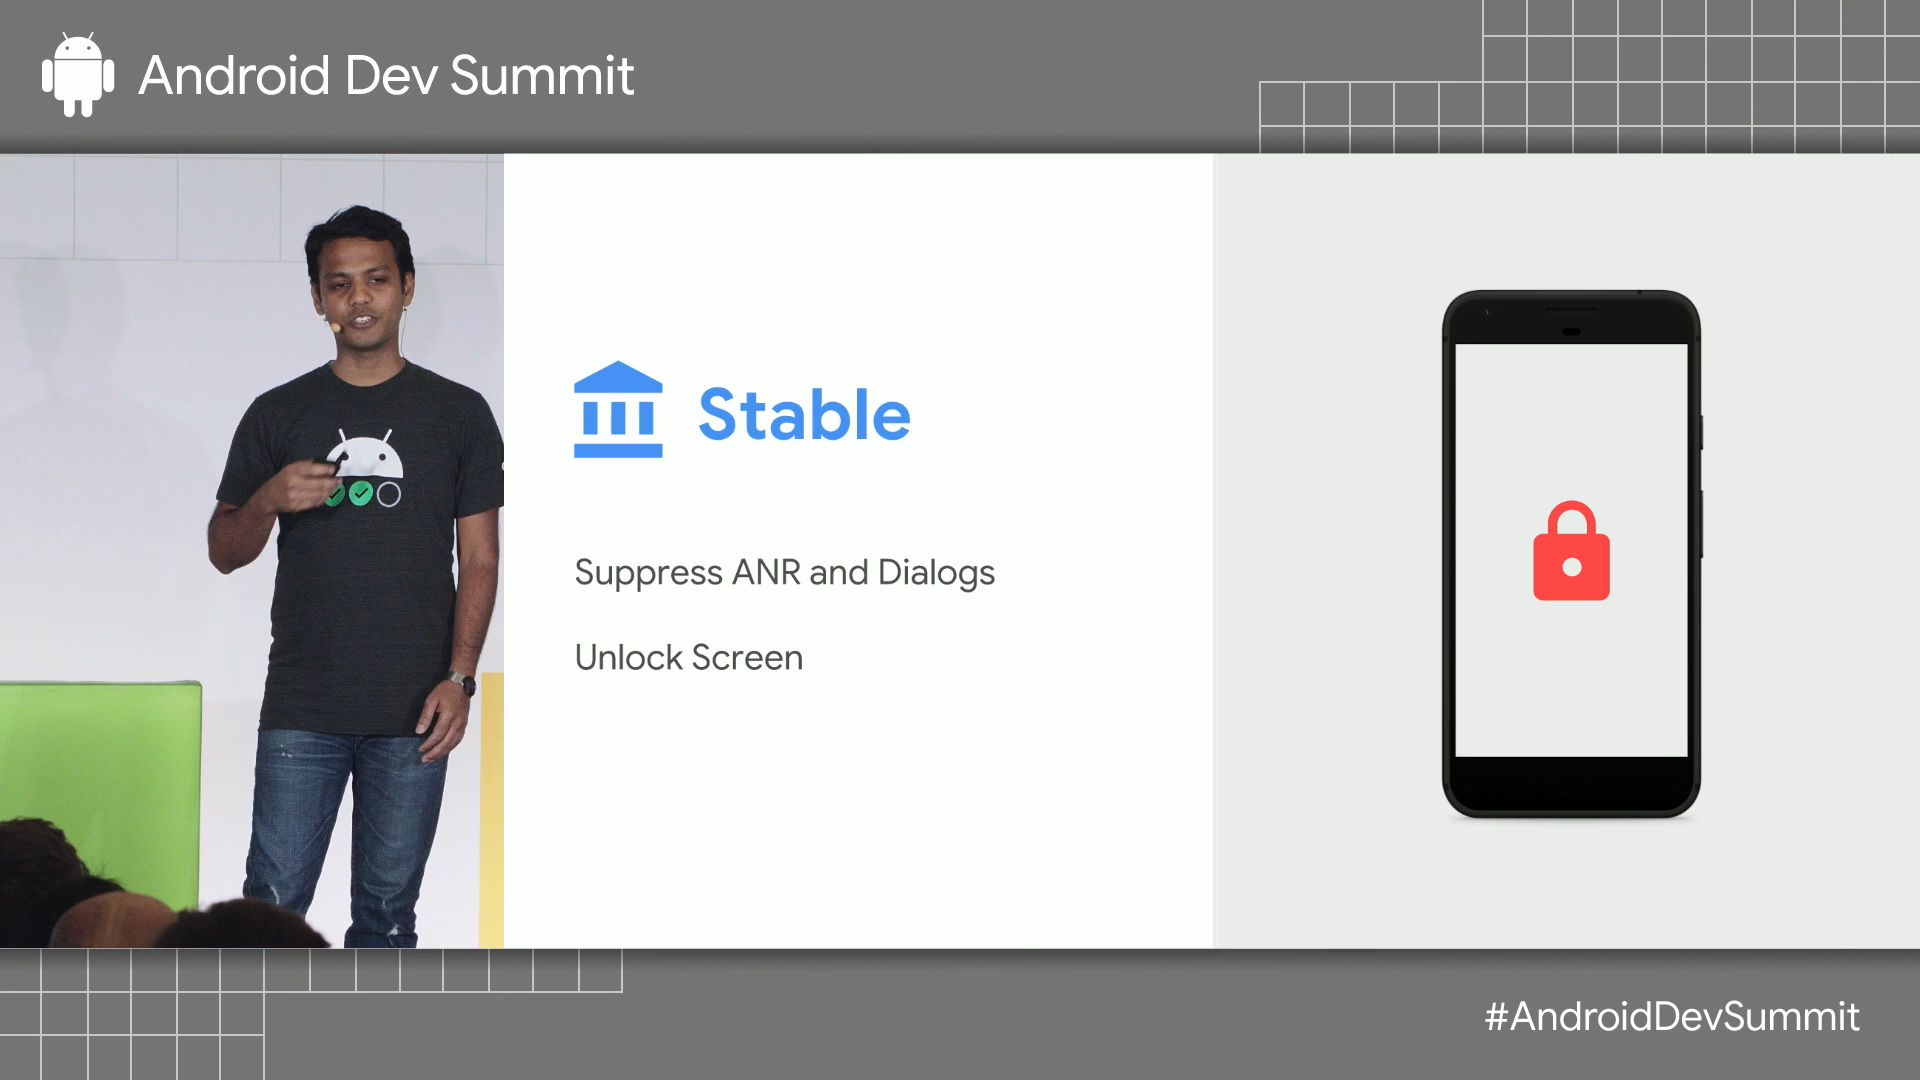 Android Dev Summit
Stable
Suppress ANR and Dialogs
Unlock Screen
#AndroidDevSummit